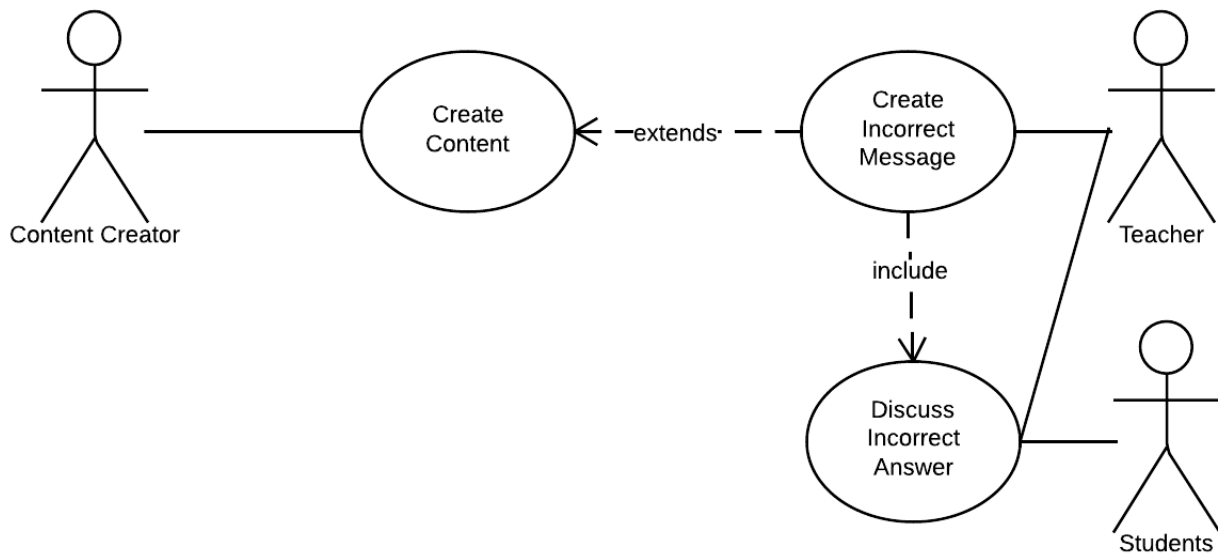 Content Creator
Create
Content
extends
Create
Incorrect
Message
Teacher
include
Discuss
Incorrect
Answer
Students